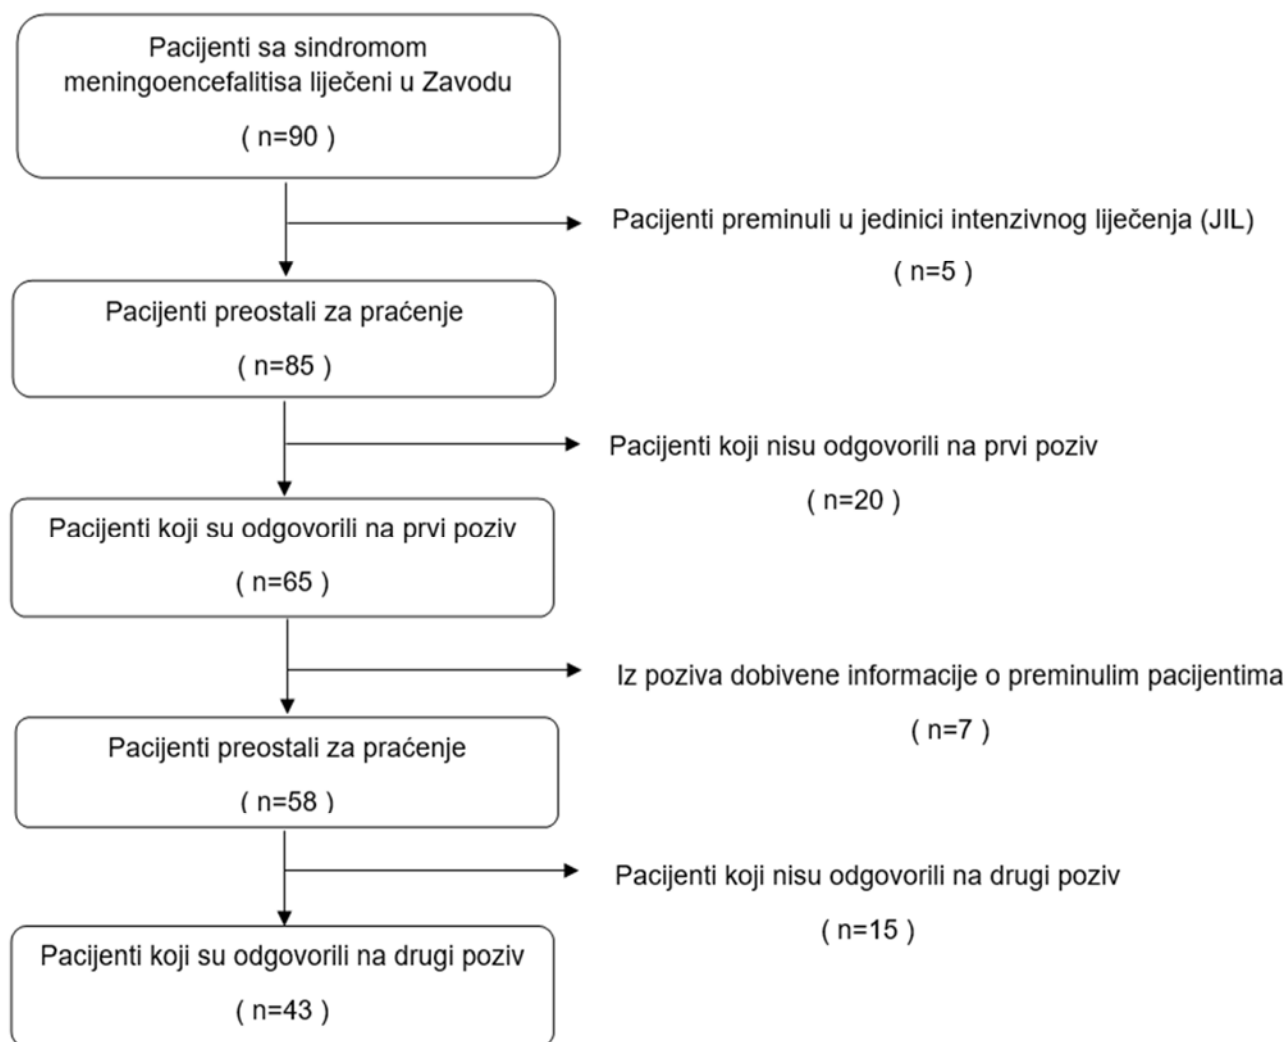 Pacijenti sa sindromom
meningoencefalitisa liječeni u Zavodu
( n=90 )
Pacijenti preminuli u jedinici intenzivnog liječenja (JIL)
( n=5 )
Pacijenti preostali za praćenje
( n=85 )
Pacijenti koji nisu odgovorili na prvi poziv
( n=20 )
Pacijenti koji su odgovorili na prvi poziv
( n=65 )
Iz poziva dobivene informacije o preminulim pacijentima
( n=7 )
Pacijenti preostali za praćenje
( n=58 )
Pacijenti koji nisu odgovorili na drugi poziv
( n=15 )
Pacijenti koji su odgovorili na drugi poziv
( n=43 )